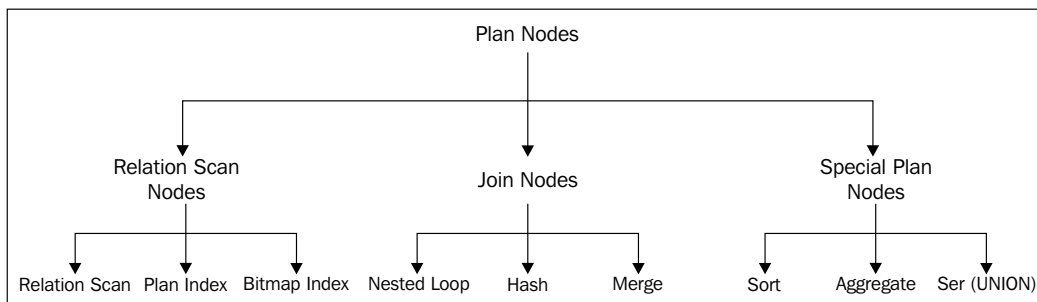 Plan Nodes
Relation Scan
Nodes
Join Nodes
Special Plan
Nodes
Relation Scan
Plan Index
Bitmap Index
Nested Loop
Hash
Merge
Sort
Aggregate
Ser (UNION)